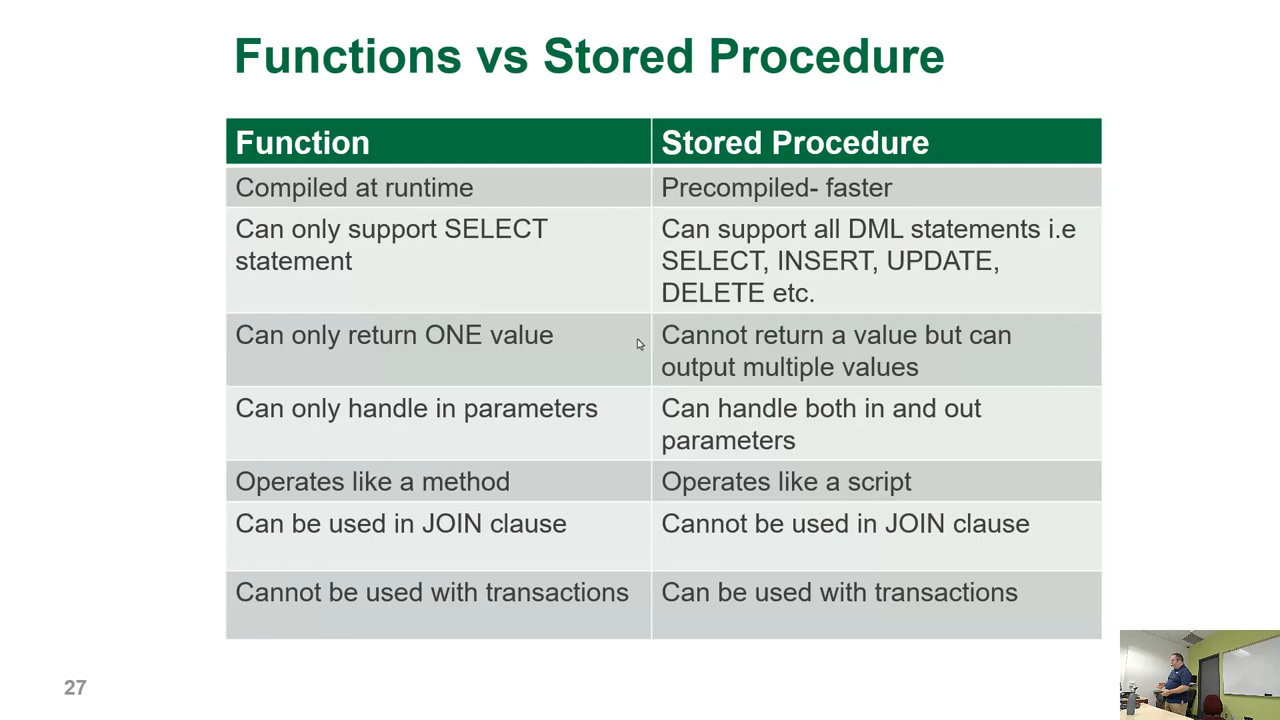 Functions vs Stored Procedure
Function
Stored Procedure
Compiled at runtime
Precompiled- faster
Can only support SELECT
statement
Can support all DML statements i.e
SELECT, INSERT, UPDATE,
DELETE etc.
Can only return ONE value
Cannot return a value but can
output multiple values
Can only handle in parameters
Can handle both in and out
parameters
Operates like a method
Operates like a script
Can be used in JOIN clause
Cannot be used in JOIN clause
Cannot be used with transactions
Can be used with transactions
27